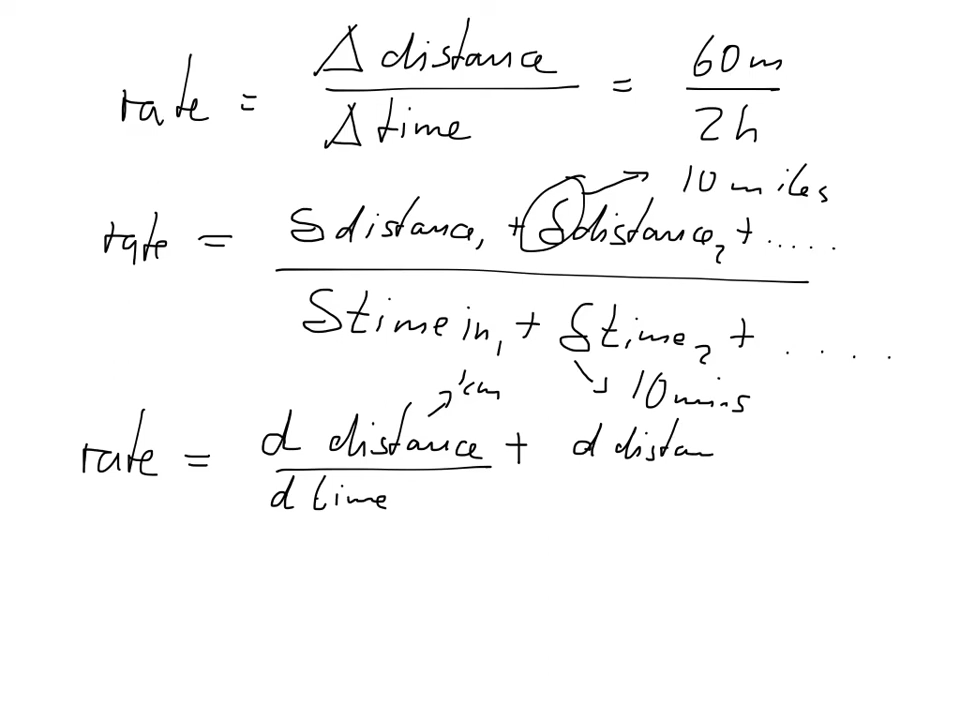 rate = Δ distance / Δ time = 60m / 2h
10 miles
rate = δ distance₁ + δ distance₂ + .....
δ time in₁ + δ time₂ + ....
1cm
10 mins
rate = d distance / d time + d distan